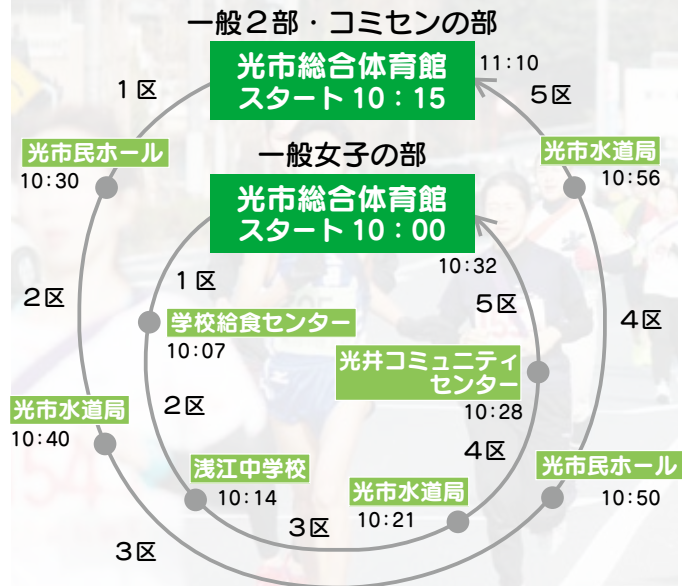 一般２部・コミセンの部
光市総合体育館
スタート10：15
11:10
1区
5区
光市民ホール
10:30
光市水道局
10:56
一般女子の部
光市総合体育館
スタート10：00
10:32
1区
5区
2区
4区
学校給食センター
10:07
光井コミュニティ
センター
10:28
2区
4区
光市水道局
10:40
浅江中学校
10:14
光市水道局
10:21
光市民ホール
10:50
3区
3区